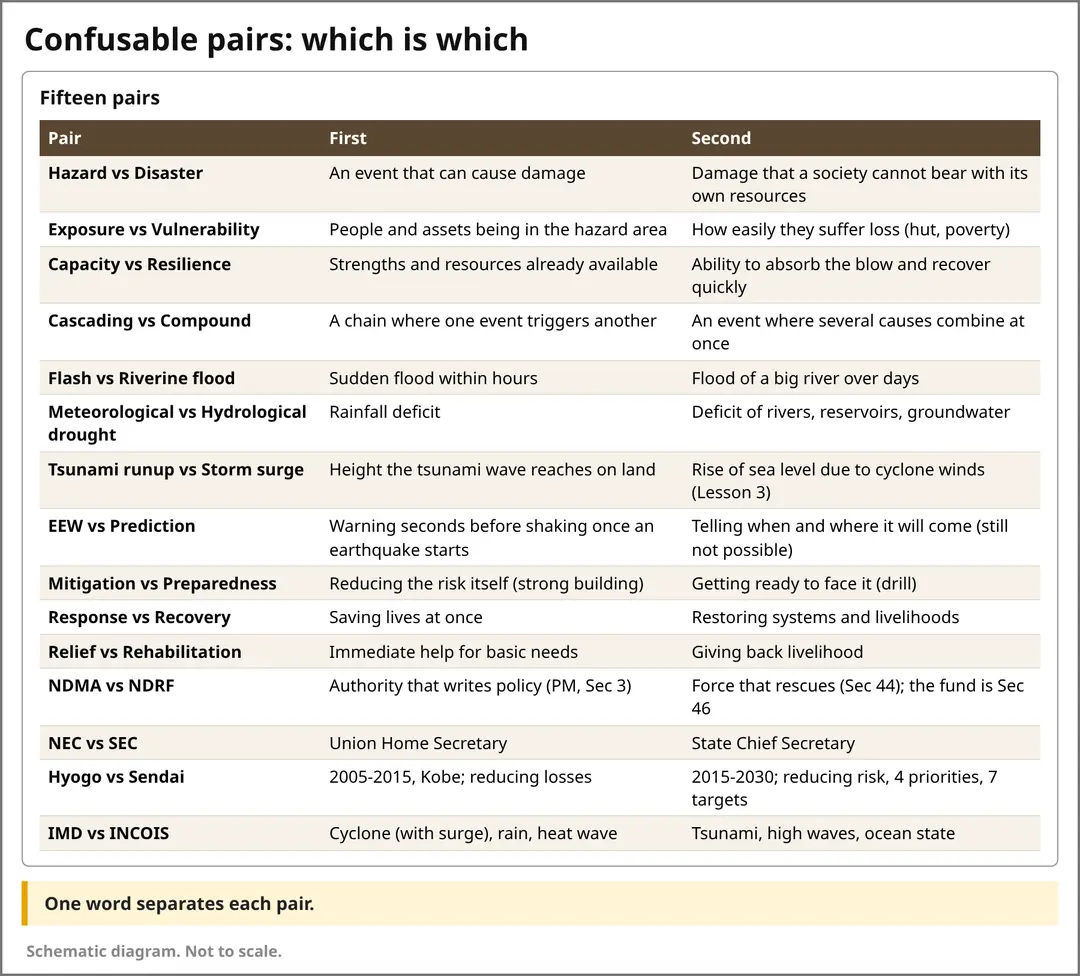 Confusable pairs: which is which
Fifteen pairs
Pair First Second
Hazard vs Disaster An event that can cause damage Damage that a society cannot bear with its
own resources
Exposure vs Vulnerability People and assets being in the hazard area How easily they suffer loss (hut, poverty)
Capacity vs Resilience Strengths and resources already available Ability to absorb the blow and recover
quickly
Cascading vs Compound A chain where one event triggers another An event where several causes combine at
once
Flash vs Riverine flood Sudden flood within hours Flood of a big river over days
Meteorological vs Hydrological Rainfall deficit Deficit of rivers, reservoirs, groundwater
drought
Tsunami runup vs Storm surge Height the tsunami wave reaches on land Rise of sea level due to cyclone winds
(Lesson 3)
EEW vs Prediction Warning seconds before shaking once an Telling when and where it will come (still
earthquake starts not possible)
Mitigation vs Preparedness Reducing the risk itself (strong building) Getting ready to face it (drill)
Response vs Recovery Saving lives at once Restoring systems and livelihoods
Relief vs Rehabilitation Immediate help for basic needs Giving back livelihood
NDMA vs NDRF Authority that writes policy (PM, Sec 3) Force that rescues (Sec 44); the fund is Sec
46
NEC vs SEC Union Home Secretary State Chief Secretary
Hyogo vs Sendai 2005-2015, Kobe; reducing losses 2015-2030; reducing risk, 4 priorities, 7
targets
IMD vs INCOIS Cyclone (with surge), rain, heat wave Tsunami, high waves, ocean state
One word separates each pair.
Schematic diagram. Not to scale.